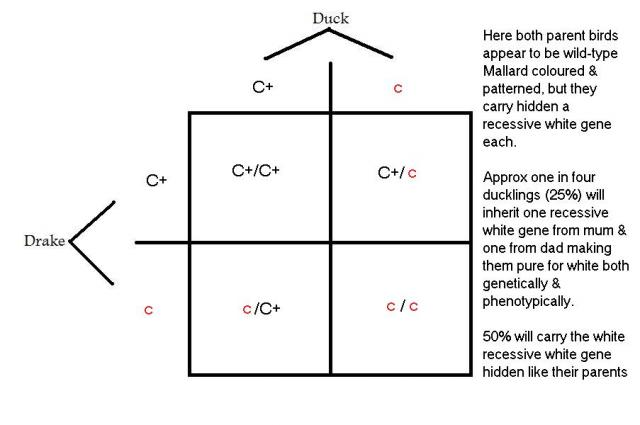 Duck
C+ c
C+ C+/C+ C+/ c
Drake
c c /C+ c / c
Here both parent birds
appear to be wild-type
Mallard coloured &
patterned, but they
carry hidden a
recessive white gene
each.
Approx one in four
ducklings (25%) will
inherit one recessive
white gene from mum &
one from dad making
them pure for white both
genetically &
phenotypically.
50% will carry the white
recessive white gene
hidden like their parents